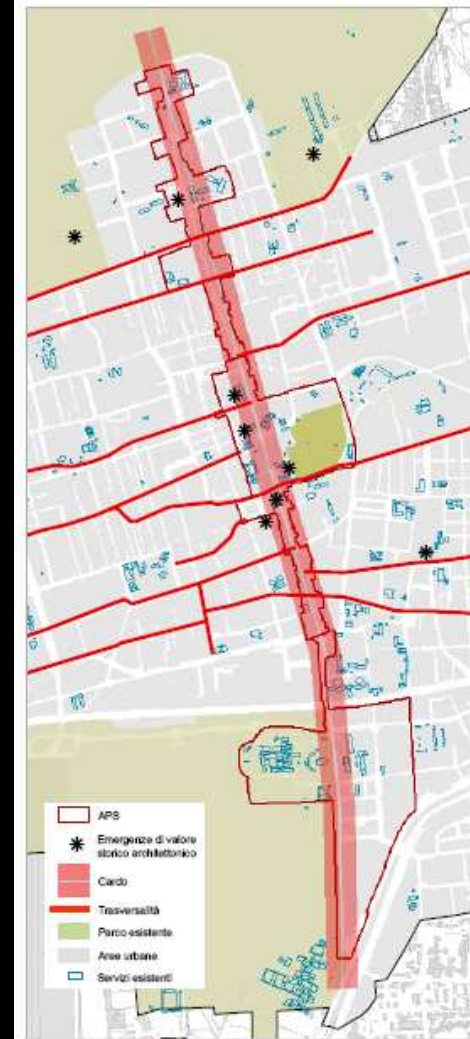 APS
Emergenze di valore
storico architettonico
Cardo
Trasversalità
Parco esistente
Aree urbane
Servizi esistenti